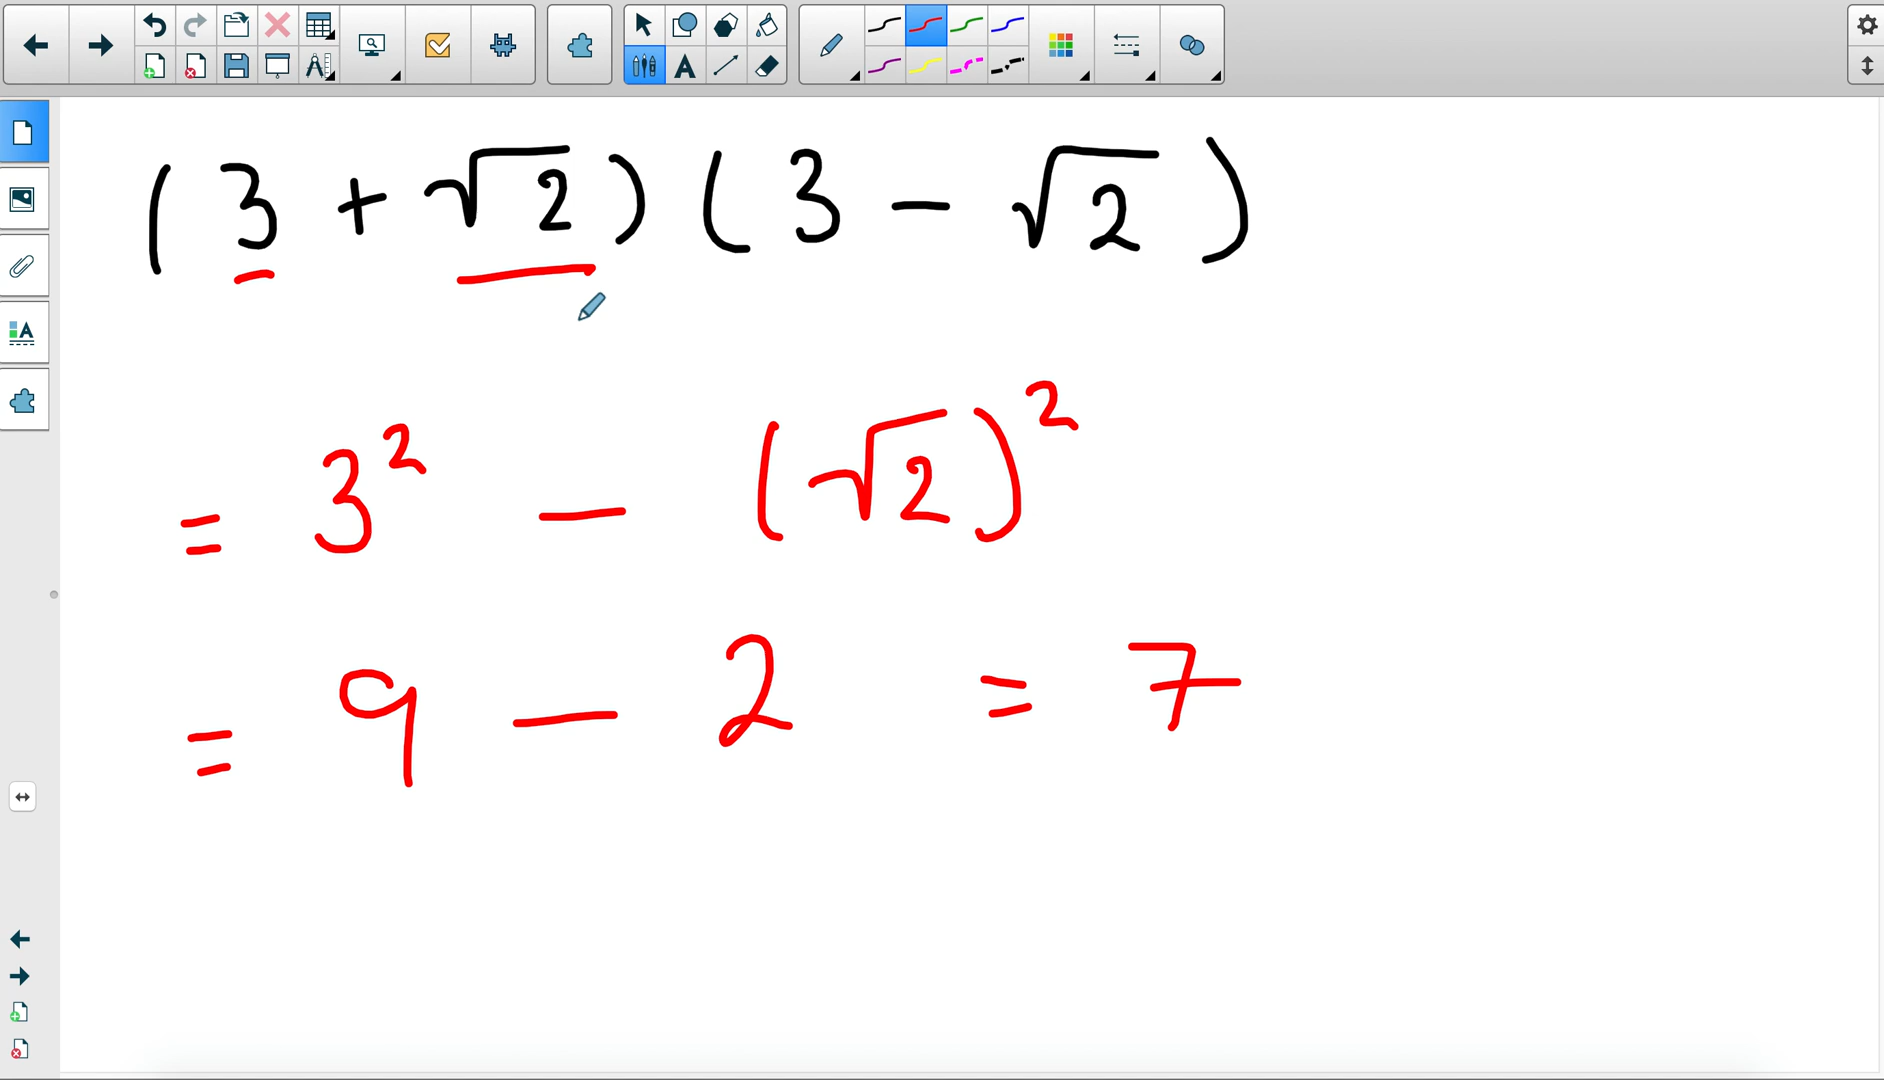 (3 + √2)(3 - √2)
= 3² - (√2)²
= 9 - 2 = 7